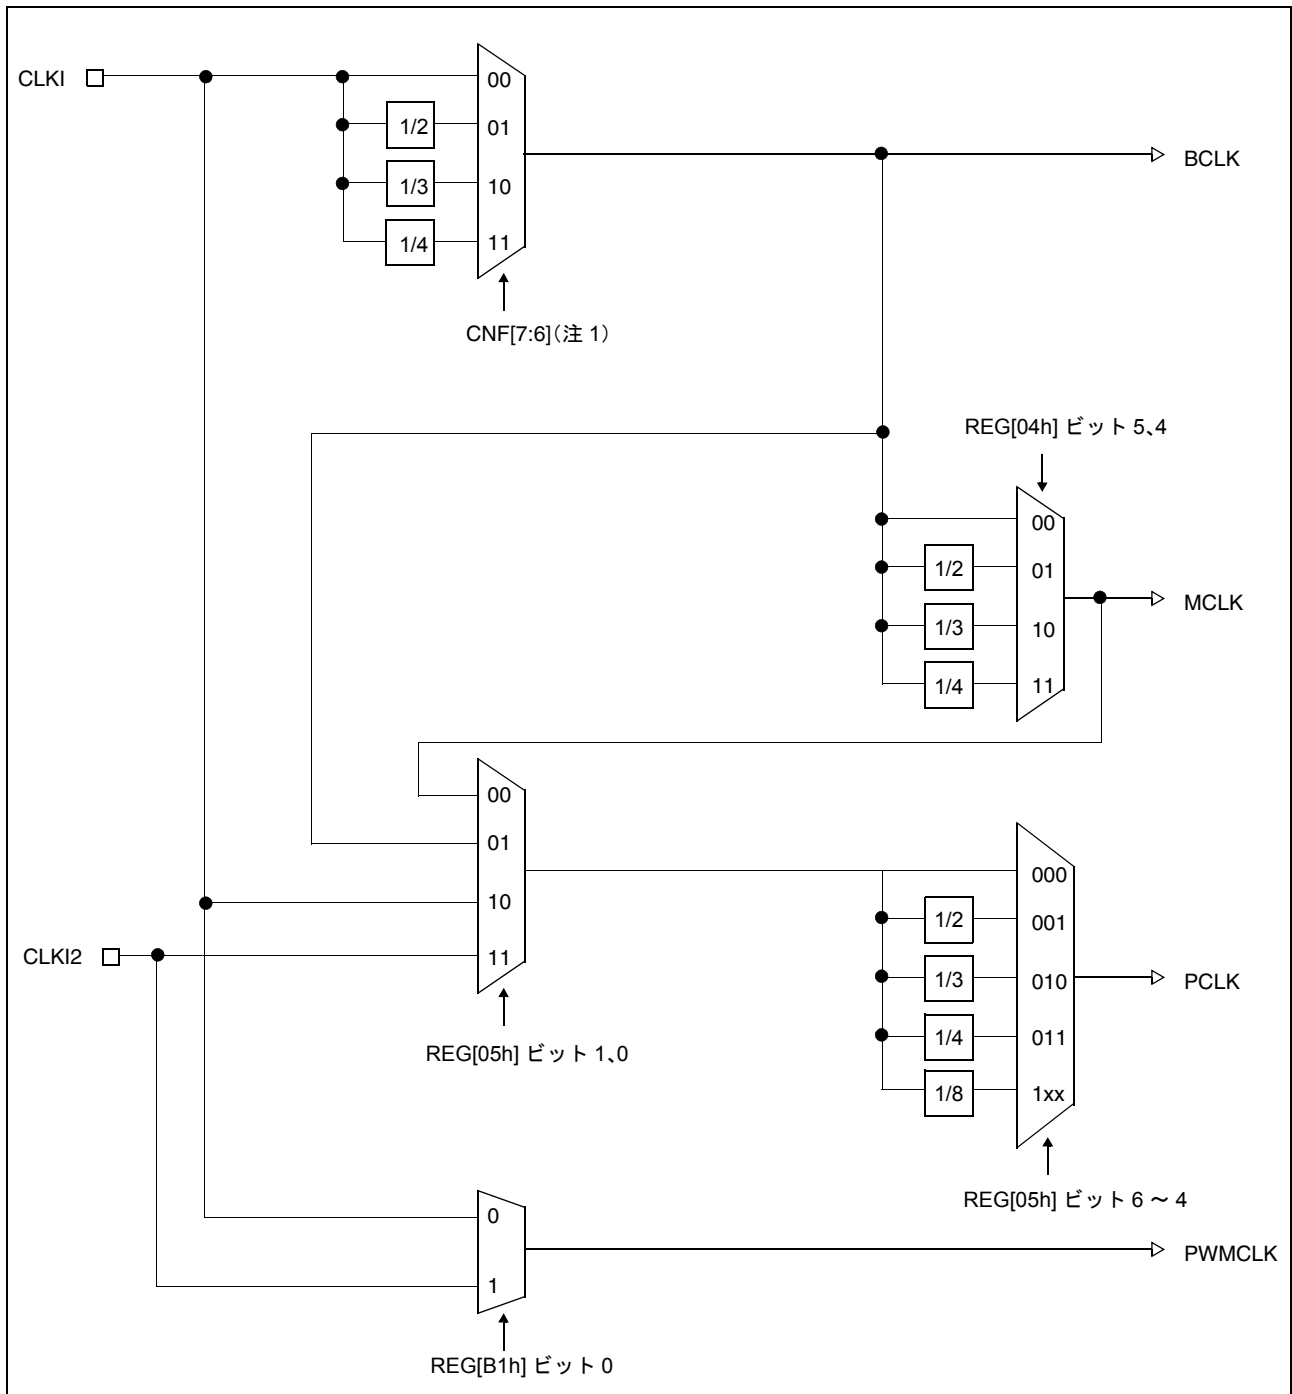 CLKI
00
1/2
01
BCLK
1/3
10
1/4
11
CNF[7:6](注 1)
REG[04h] ビット 5、4
00
1/2
01
MCLK
1/3
10
1/4
11
00
01
000
10
1/2
001
CLKI2
11
1/3
010
PCLK
1/4
011
REG[05h] ビット 1、0
1/8
1xx
REG[05h] ビット 6 ～ 4
0
PWMCLK
1
REG[B1h] ビット 0